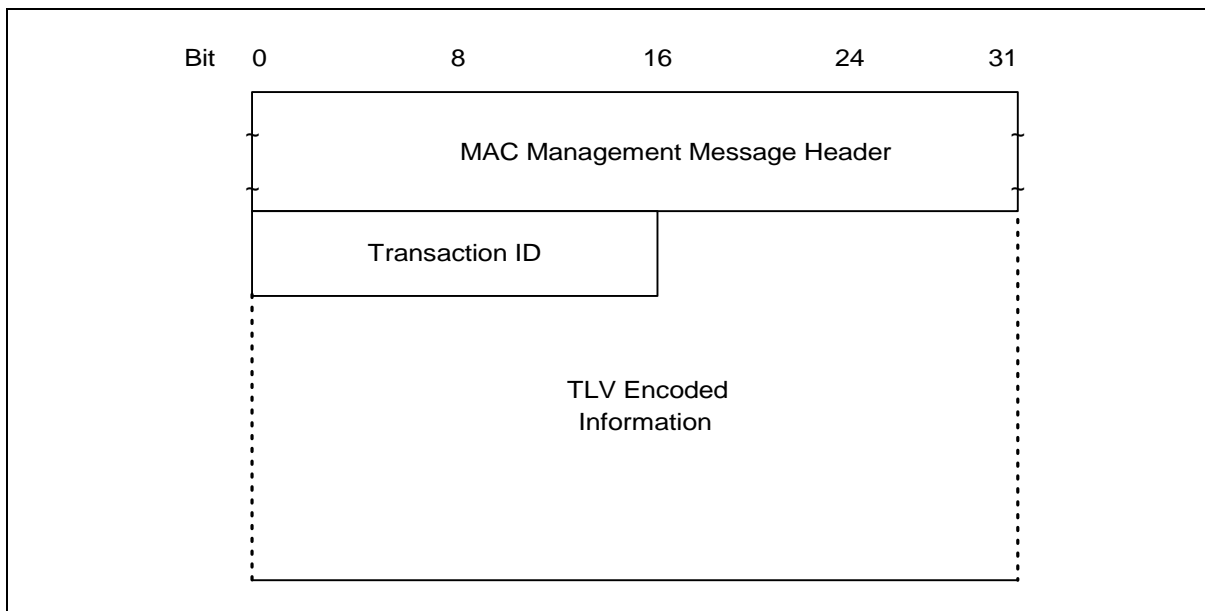 Bit 0 8 16 24 31
MAC Management Message Header
Transaction ID
TLV Encoded
Information